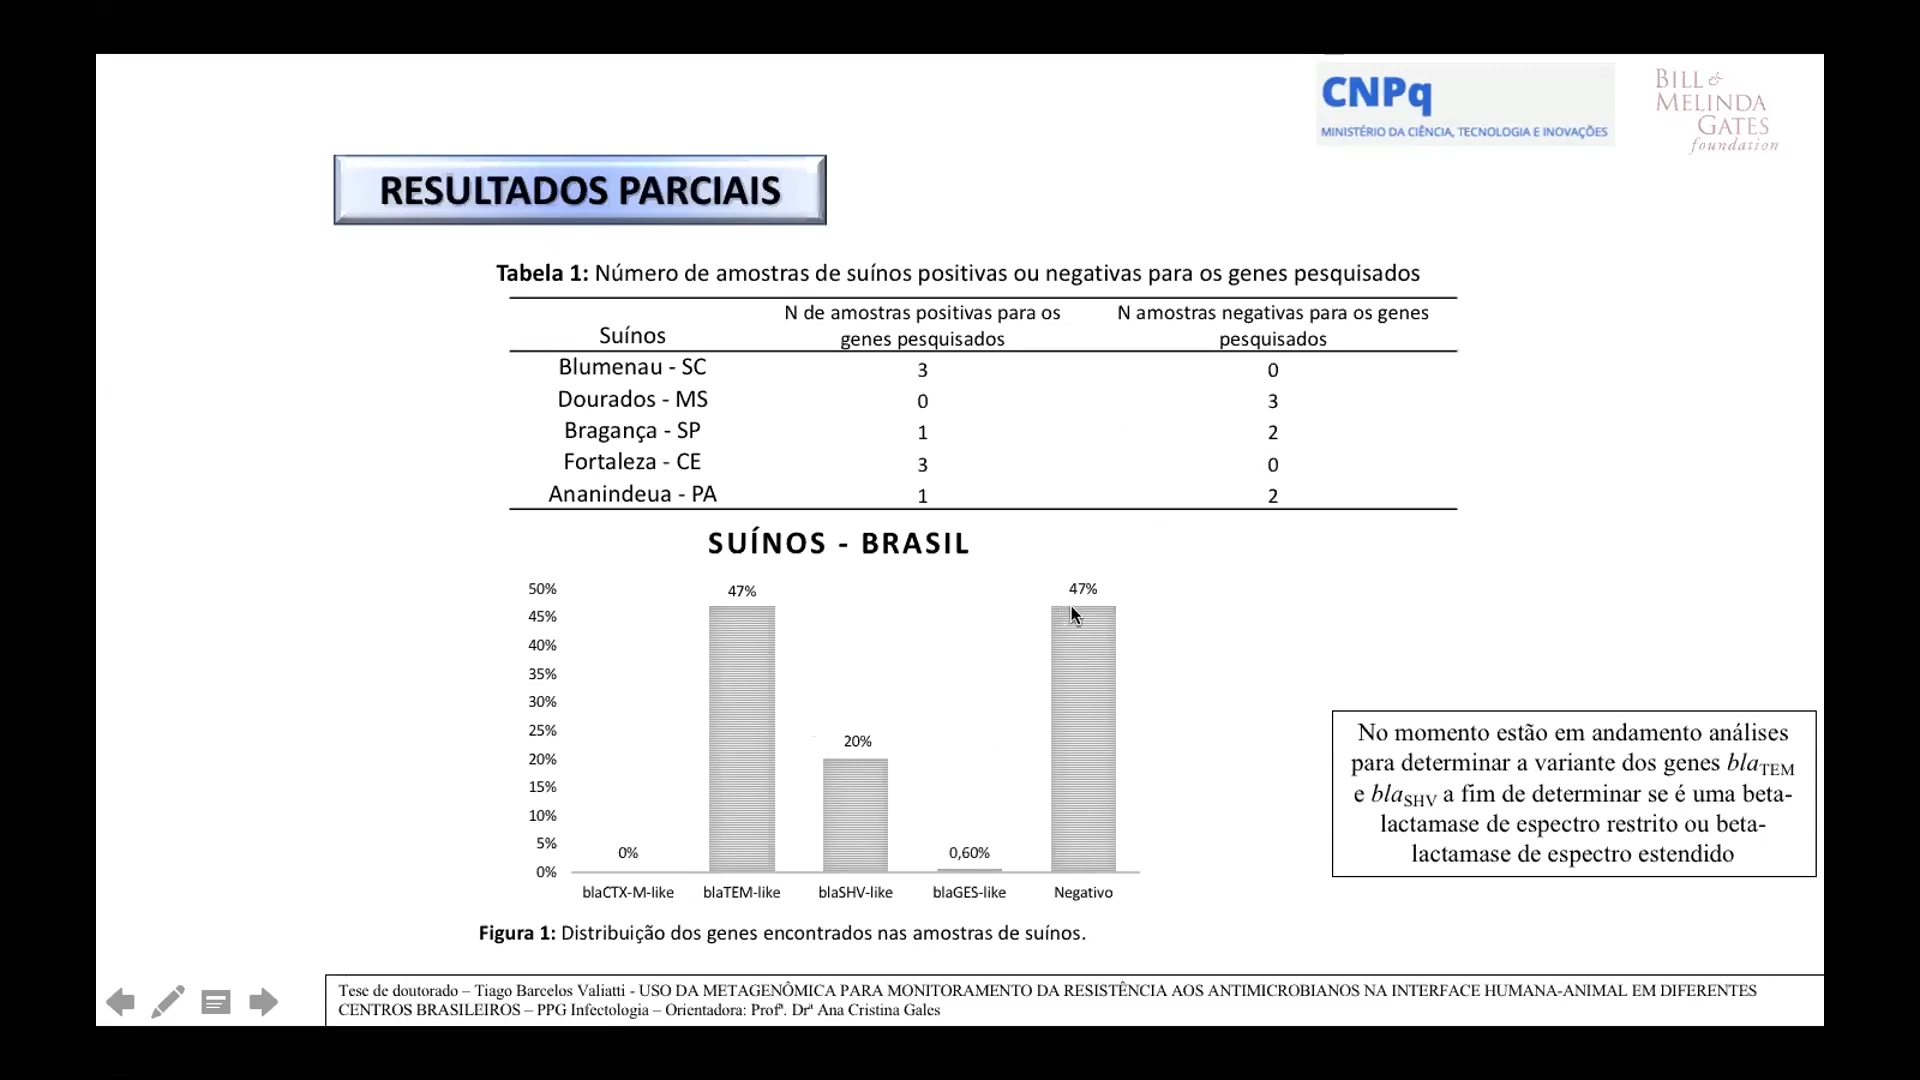 CNPq
MINISTÉRIO DA CIÊNCIA, TECNOLOGIA E INOVAÇÕES
BILL &
MELINDA
GATES
foundation
RESULTADOS PARCIAIS
Tabela 1: Número de amostras de suínos positivas ou negativas para os genes pesquisados
Suínos N de amostras positivas para os genes pesquisados N amostras negativas para os genes pesquisados
Blumenau - SC 3 0
Dourados - MS 0 3
Bragança - SP 1 2
Fortaleza - CE 3 0
Ananindeua - PA 1 2
SUÍNOS - BRASIL
50%
45%
40%
35%
30%
25%
20%
15%
10%
5%
0%
0% 47% 20% 0,60% 47%
blaCTX-M-like blaTEM-like blaSHV-like blaGES-like Negativo
Figura 1: Distribuição dos genes encontrados nas amostras de suínos.
No momento estão em andamento análises
para determinar a variante dos genes blaTEM
e blaSHV a fim de determinar se é uma beta-
lactamase de espectro restrito ou beta-
lactamase de espectro estendido
Tese de doutorado – Tiago Barcelos Valiatti - USO DA METAGENÔMICA PARA MONITORAMENTO DA RESISTÊNCIA AOS ANTIMICROBIANOS NA INTERFACE HUMANA-ANIMAL EM DIFERENTES
CENTROS BRASILEIROS – PPG Infectologia – Orientadora: Profª. Drª Ana Cristina Gales